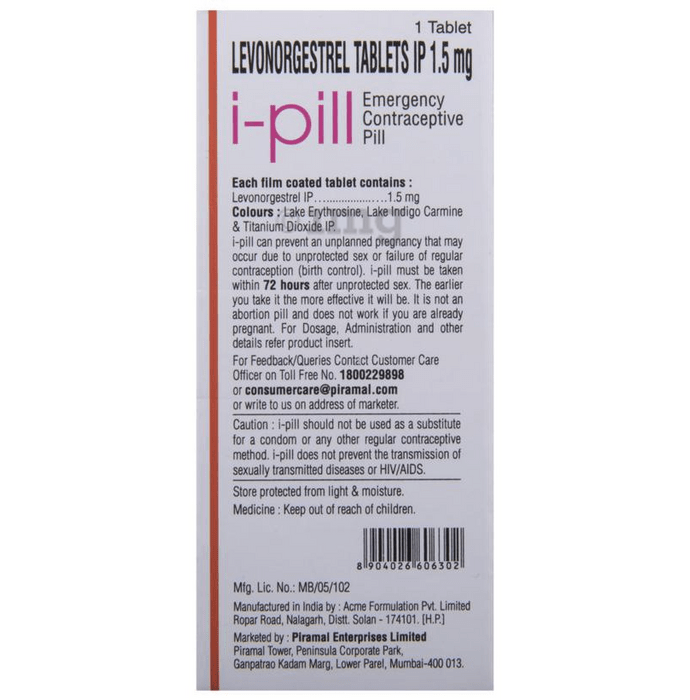 1 Tablet
LEVONORGESTREL TABLETS IP 1.5 mg
i-pill
Emergency
Contraceptive
Pill
Each film coated tablet contains :
Levonorgestrel IP....................1.5 mg
Colours : Lake Erythrosine, Lake Indigo Carmine
& Titanium Dioxide IP.
i-pill can prevent an unplanned pregnancy that may
occur due to unprotected sex or failure of regular
contraception (birth control). i-pill must be taken
within 72 hours after unprotected sex. The earlier
you take it the more effective it will be. It is not an
abortion pill and does not work if you are already
pregnant. For Dosage, Administration and other
details refer product insert.
For Feedback/Queries Contact Customer Care
Officer on Toll Free No. 1800229898
or consumercare@piramal.com
or write to us on address of marketer.
Caution : i-pill should not be used as a substitute
for a condom or any other regular contraceptive
method. i-pill does not prevent the transmission of
sexually transmitted diseases or HIV/AIDS.
Store protected from light & moisture.
Medicine : Keep out of reach of children.
8 904026 606302
Mfg. Lic. No.: MB/05/102
Manufactured in India by : Acme Formulation Pvt. Limited
Ropar Road, Nalagarh, Distt. Solan - 174101. [H.P.]
Marketed by : Piramal Enterprises Limited
Piramal Tower, Peninsula Corporate Park,
Ganpatrao Kadam Marg, Lower Parel, Mumbai-400 013.